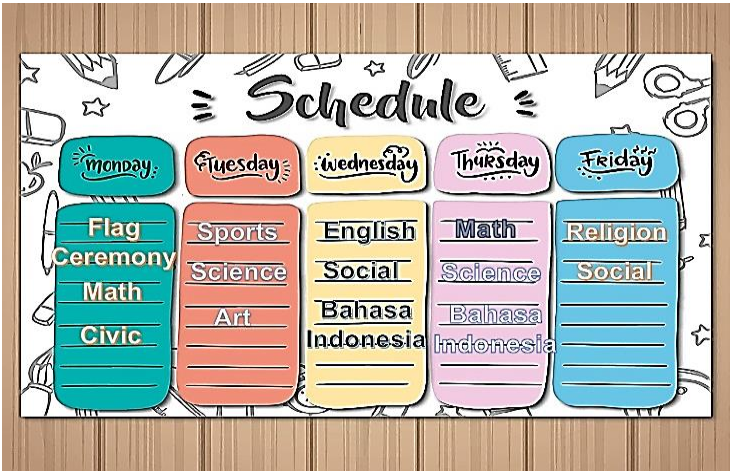 Schedule
monday
Tuesday
wednesday
Thursday
Friday
Flag
Ceremony
Math
Civic
Sports
Science
Art
English
Social
Bahasa
Indonesia
Math
Science
Bahasa
Indonesia
Religion
Social